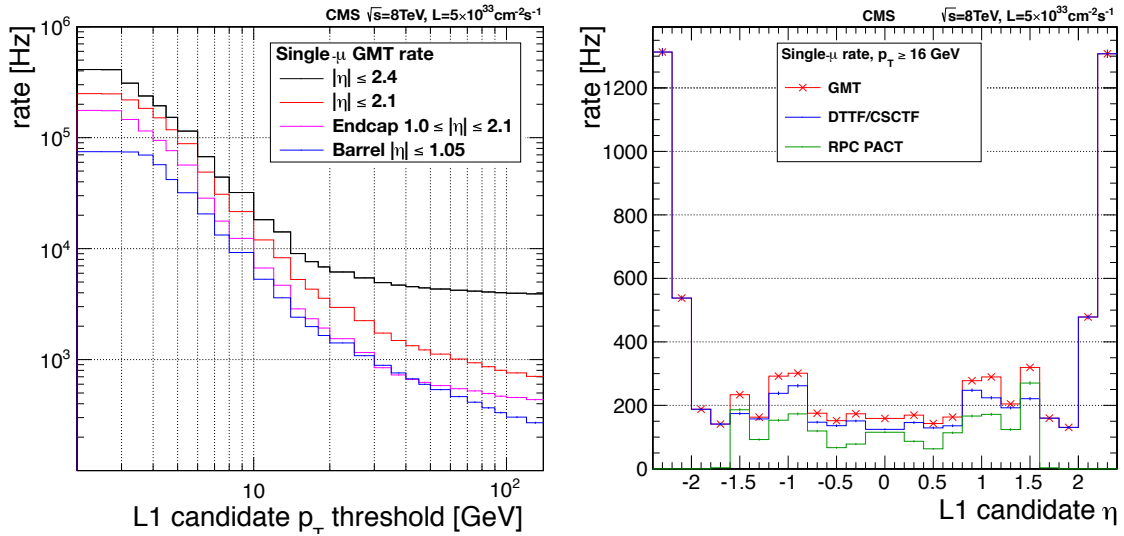 CMS √s=8TeV, L=5×10³³cm⁻²s⁻¹
rate [Hz]
10⁶
10⁵
10⁴
10³
Single-μ GMT rate
|η| ≤ 2.4
|η| ≤ 2.1
Endcap 1.0 ≤ |η| ≤ 2.1
Barrel |η| ≤ 1.05
10
10²
L1 candidate p_T threshold [GeV]
CMS √s=8TeV, L=5×10³³cm⁻²s⁻¹
rate [Hz]
1200
1000
800
600
400
200
0
Single-μ rate, p_T ≥ 16 GeV
GMT
DTTF/CSCTF
RPC PACT
-2 -1.5 -1 -0.5 0 0.5 1 1.5 2
L1 candidate η